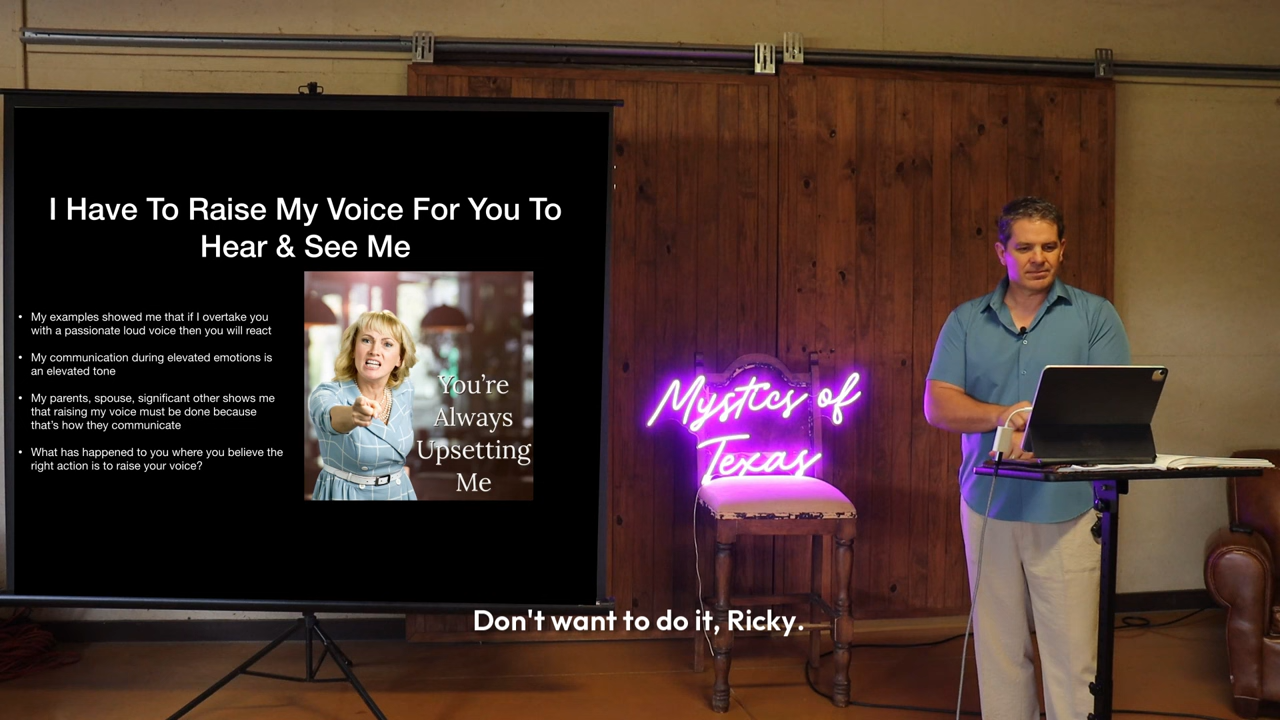 I Have To Raise My Voice For You To
Hear & See Me
• My examples showed me that if I overtake you
with a passionate loud voice then you will react
• My communication during elevated emotions is
an elevated tone
• My parents, spouse, significant other shows me
that raising my voice must be done because
that's how they communicate
• What has happened to you where you believe the
right action is to raise your voice?
You're
Always
Upsetting
Me
Mystics of
Texas
Don't want to do it, Ricky.